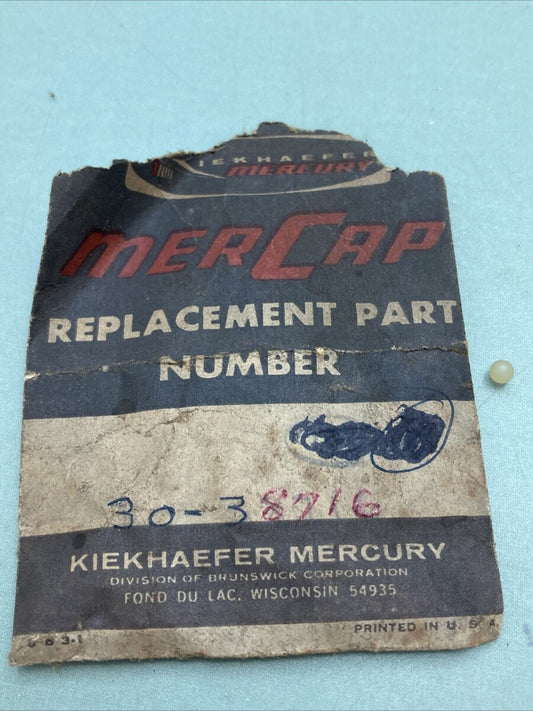 IEKHAEFER
MERCURY
MERCAP
REPLACEMENT PART
NUMBER
30-38716
KIEKHAEFER MERCURY
DIVISION OF BRUNSWICK CORPORATION
FOND DU LAC, WISCONSIN 54935
PRINTED IN U. S. A.